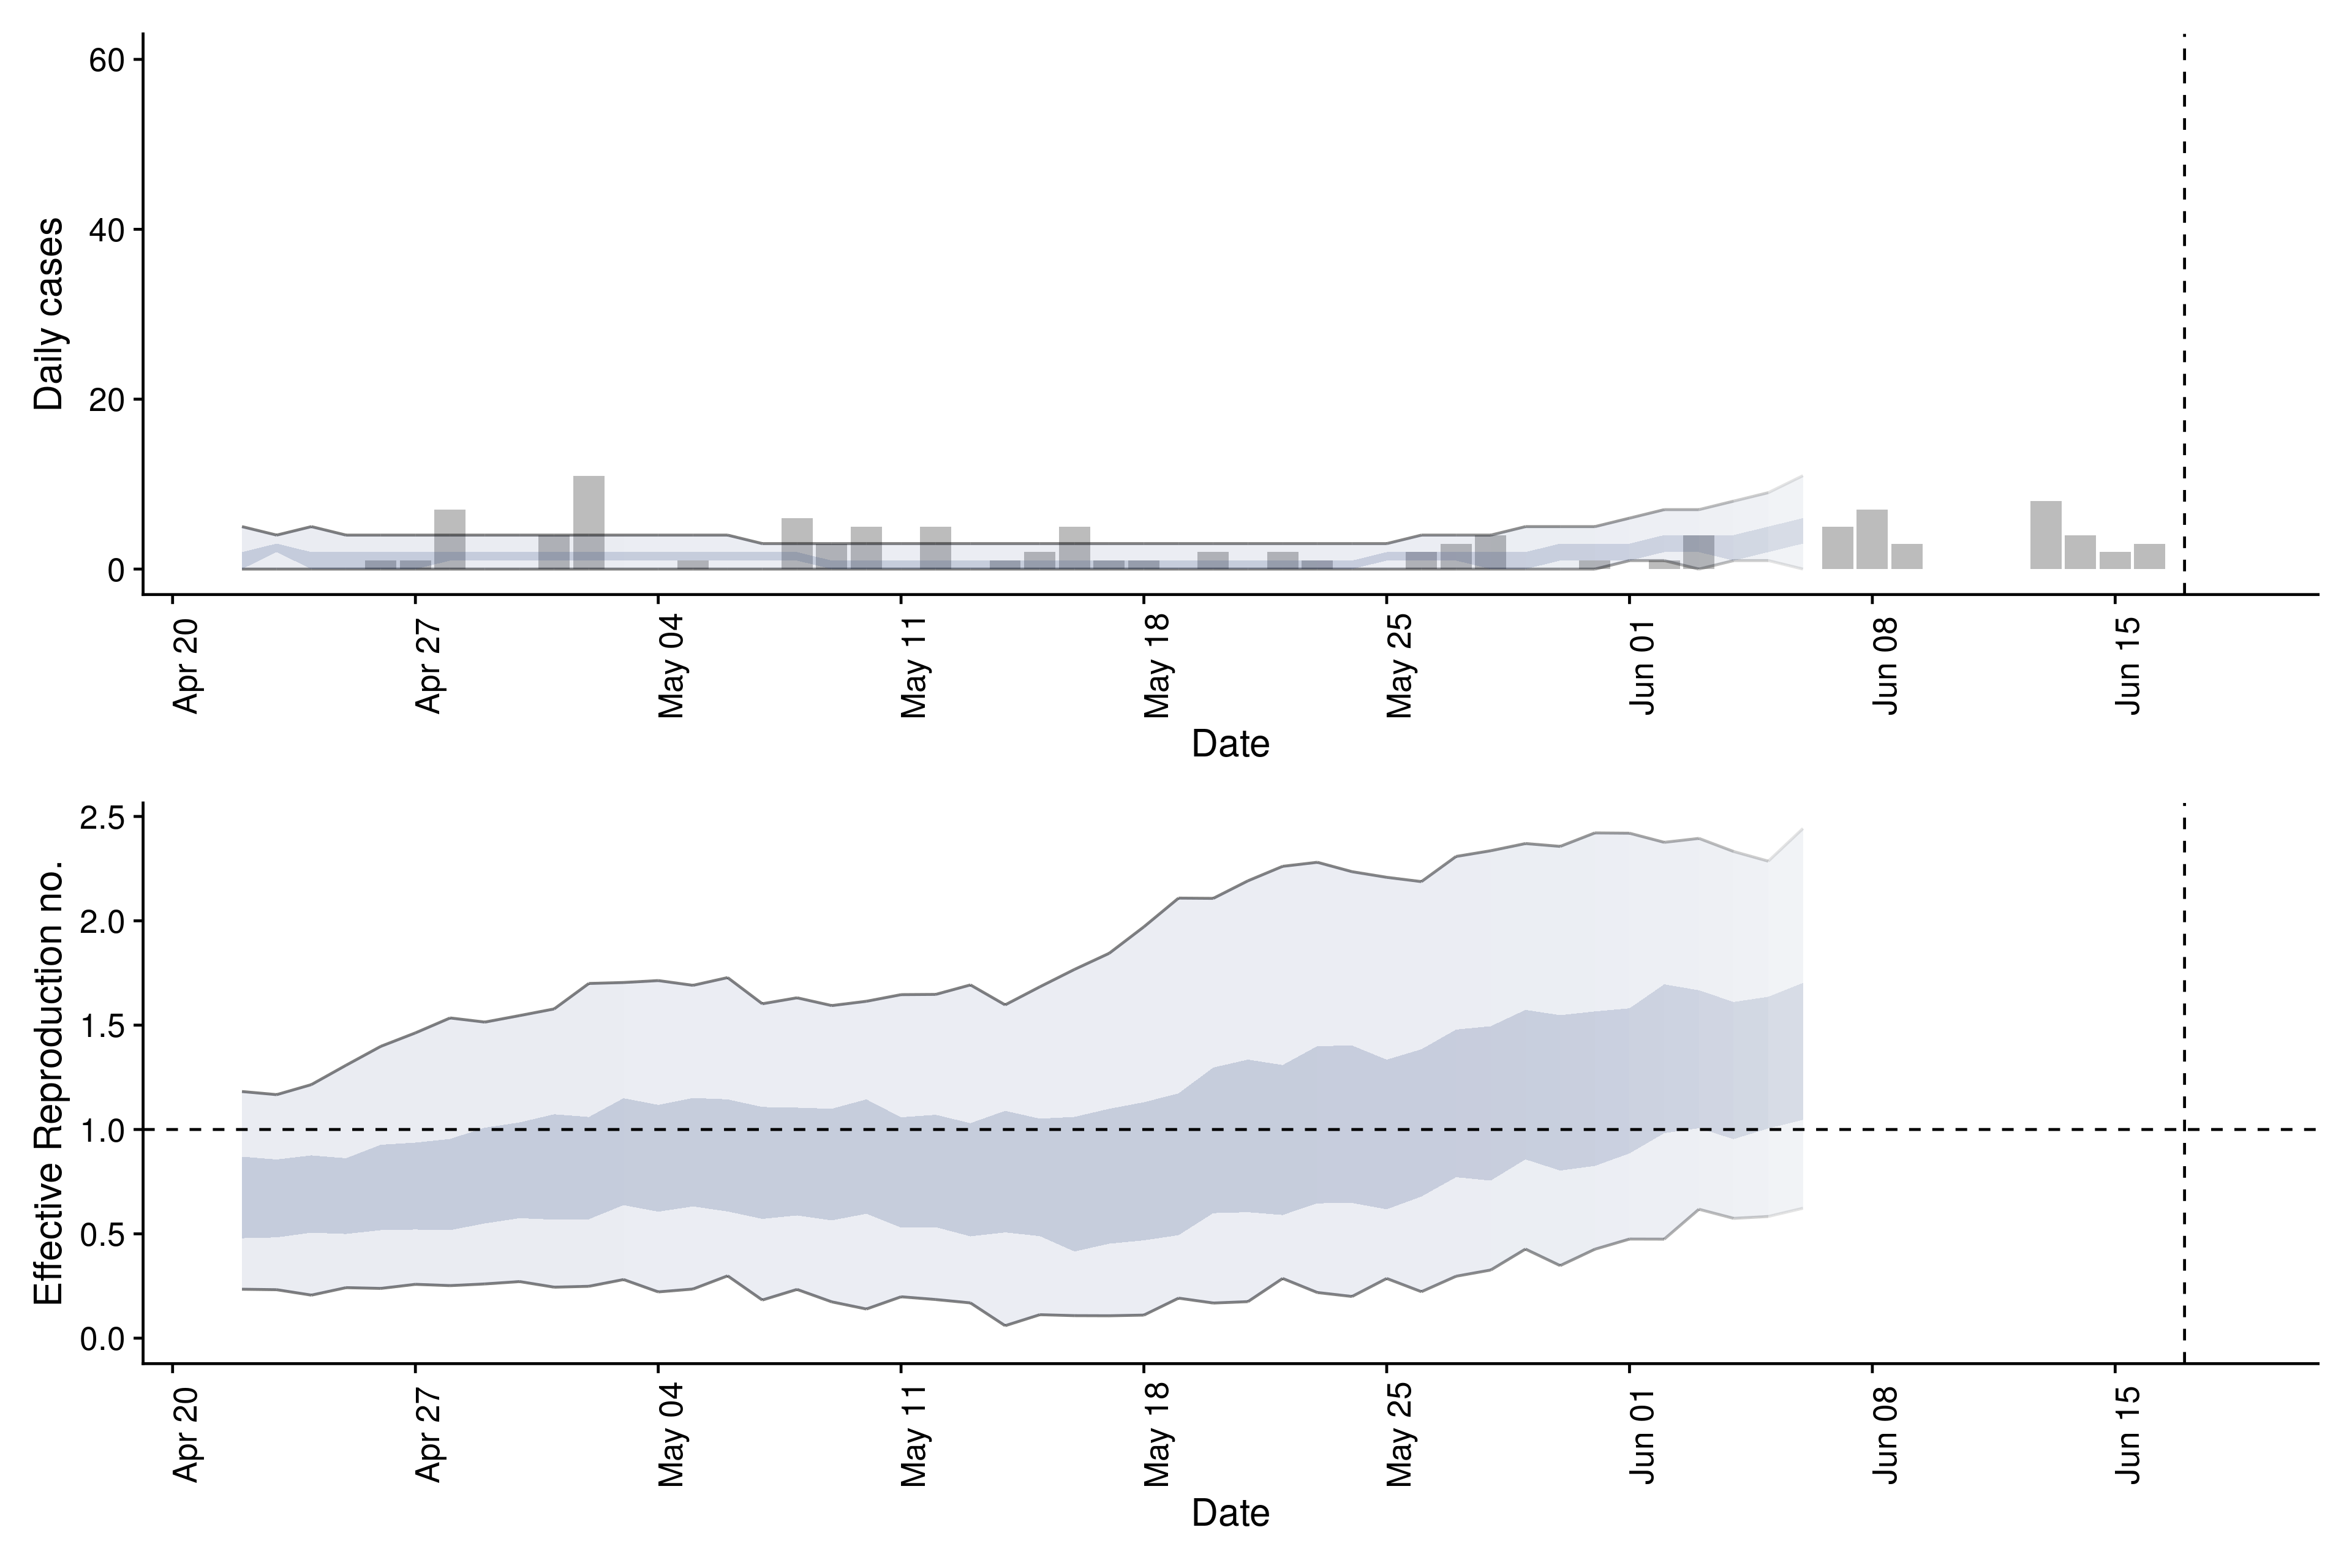 Daily cases
60
40
20
0
Apr 20
Apr 27
May 04
May 11
May 18
May 25
Jun 01
Jun 08
Jun 15
Date
Effective Reproduction no.
2.5
2.0
1.5
1.0
0.5
0.0
Apr 20
Apr 27
May 04
May 11
May 18
May 25
Jun 01
Jun 08
Jun 15
Date